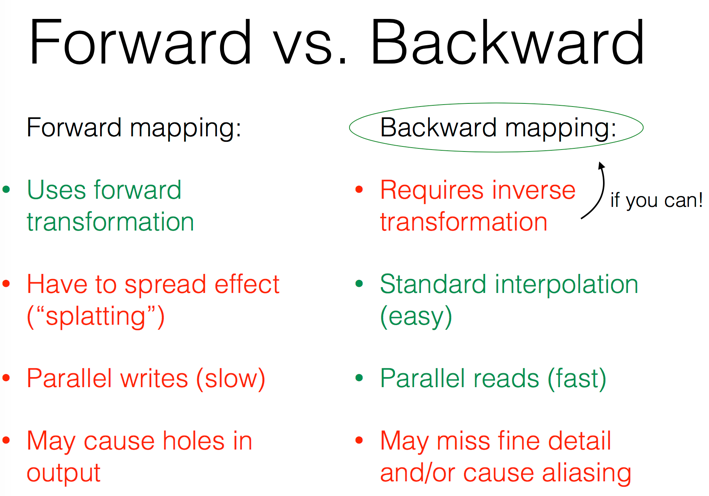 Forward vs. Backward
Forward mapping:
• Uses forward
transformation
• Have to spread effect
(“splatting”)
• Parallel writes (slow)
• May cause holes in
output
Backward mapping:
• Requires inverse
transformation
if you can!
• Standard interpolation
(easy)
• Parallel reads (fast)
• May miss fine detail
and/or cause aliasing